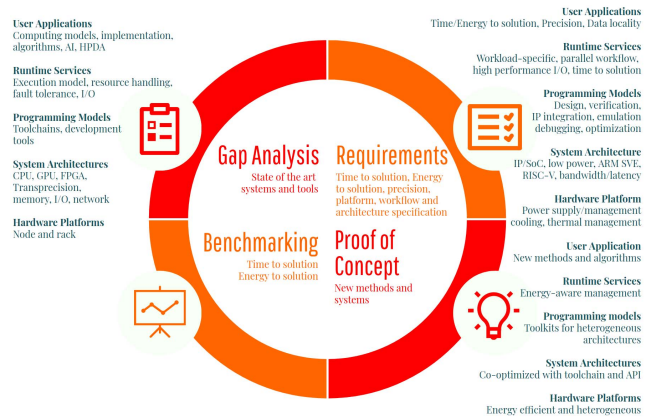 User Applications
Computing models, implementation,
algorithms, AI, HPDA
Runtime Services
Execution model, resource handling,
fault tolerance, I/O
Programming Models
Toolchains, development
tools
System Architectures
CPU, GPU, FPGA,
Transprecision,
memory, I/O, network
Hardware Platforms
Node and rack
Gap Analysis
State of the art
systems and tools
Requirements
Time to solution, Energy
to solution, precision,
platform, workflow and
architecture specification
Benchmarking
Time to solution
Energy to solution
Proof of
Concept
New methods and
systems
User Applications
Time/Energy to solution, Precision, Data locality
Runtime Services
Workload-specific, parallel workflow,
high performance I/O, time to solution
Programming Models
Design, verification,
IP integration, emulation
debugging, optimization
System Architecture
IP/SoC, low power, ARM SVE,
RISC-V, bandwidth/latency
Hardware Platform
Power supply/management
cooling, thermal management
User Application
New methods and algorithms
Runtime Services
Energy-aware management
Programming models
Toolkits for heterogeneous
architectures
System Architectures
Co-optimized with toolchain and API
Hardware Platforms
Energy efficient and heterogeneous